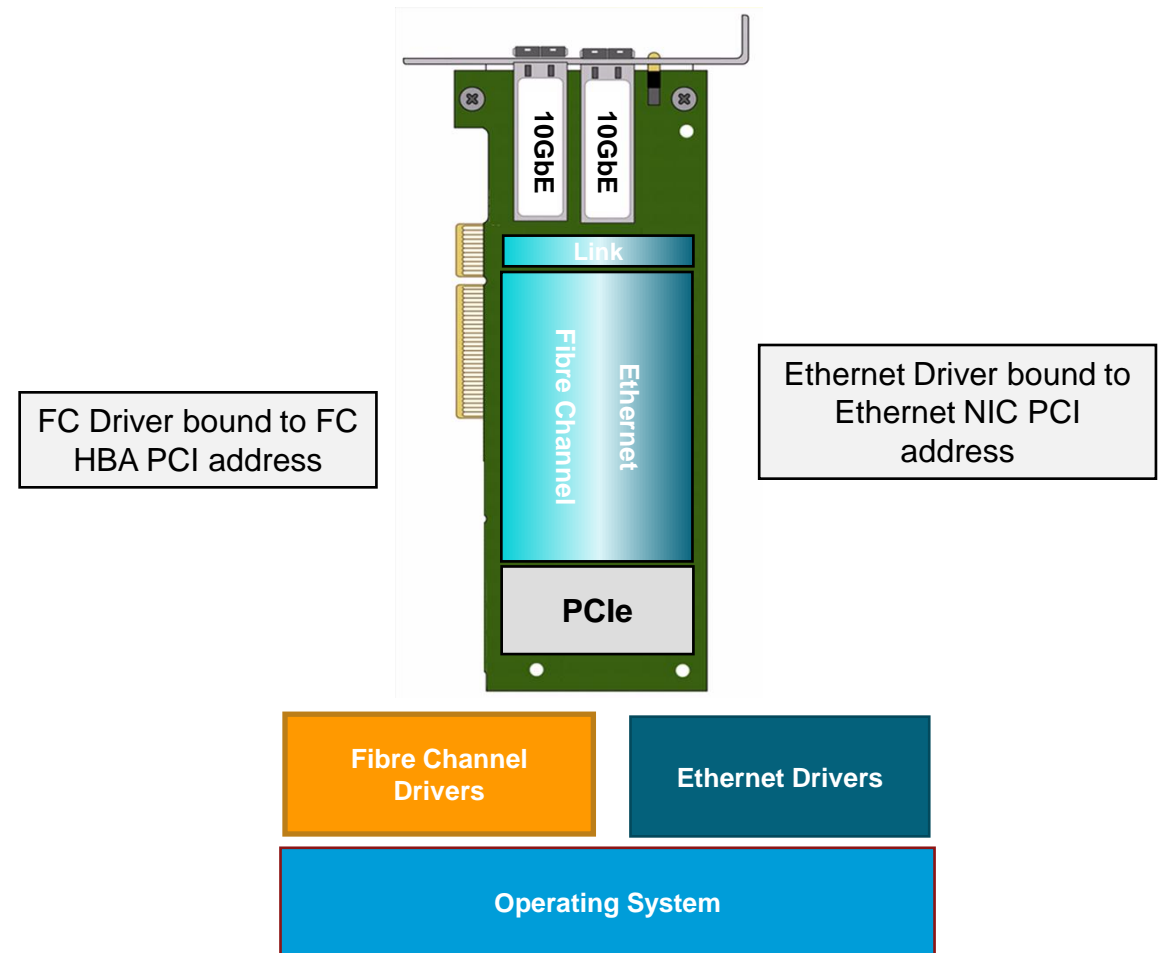 10GbE
10GbE
Link
Fibre Channel
Ethernet
FC Driver bound to FC
HBA PCI address
Ethernet Driver bound to
Ethernet NIC PCI
address
PCIe
Fibre Channel
Drivers
Ethernet Drivers
Operating System